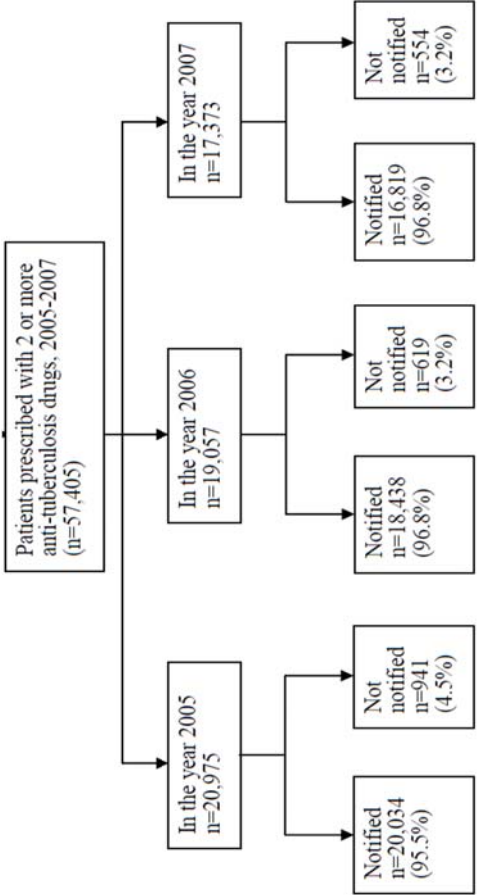 Patients prescribed with 2 or more
anti-tuberculosis drugs, 2005-2007
(n=57,405)
In the year 2005
n=20,975
In the year 2006
n=19,057
In the year 2007
n=17,373
Notified
n=20,034
(95.5%)
Not
notified
n=941
(4.5%)
Notified
n=18,438
(96.8%)
Not
notified
n=619
(3.2%)
Notified
n=16,819
(96.8%)
Not
notified
n=554
(3.2%)